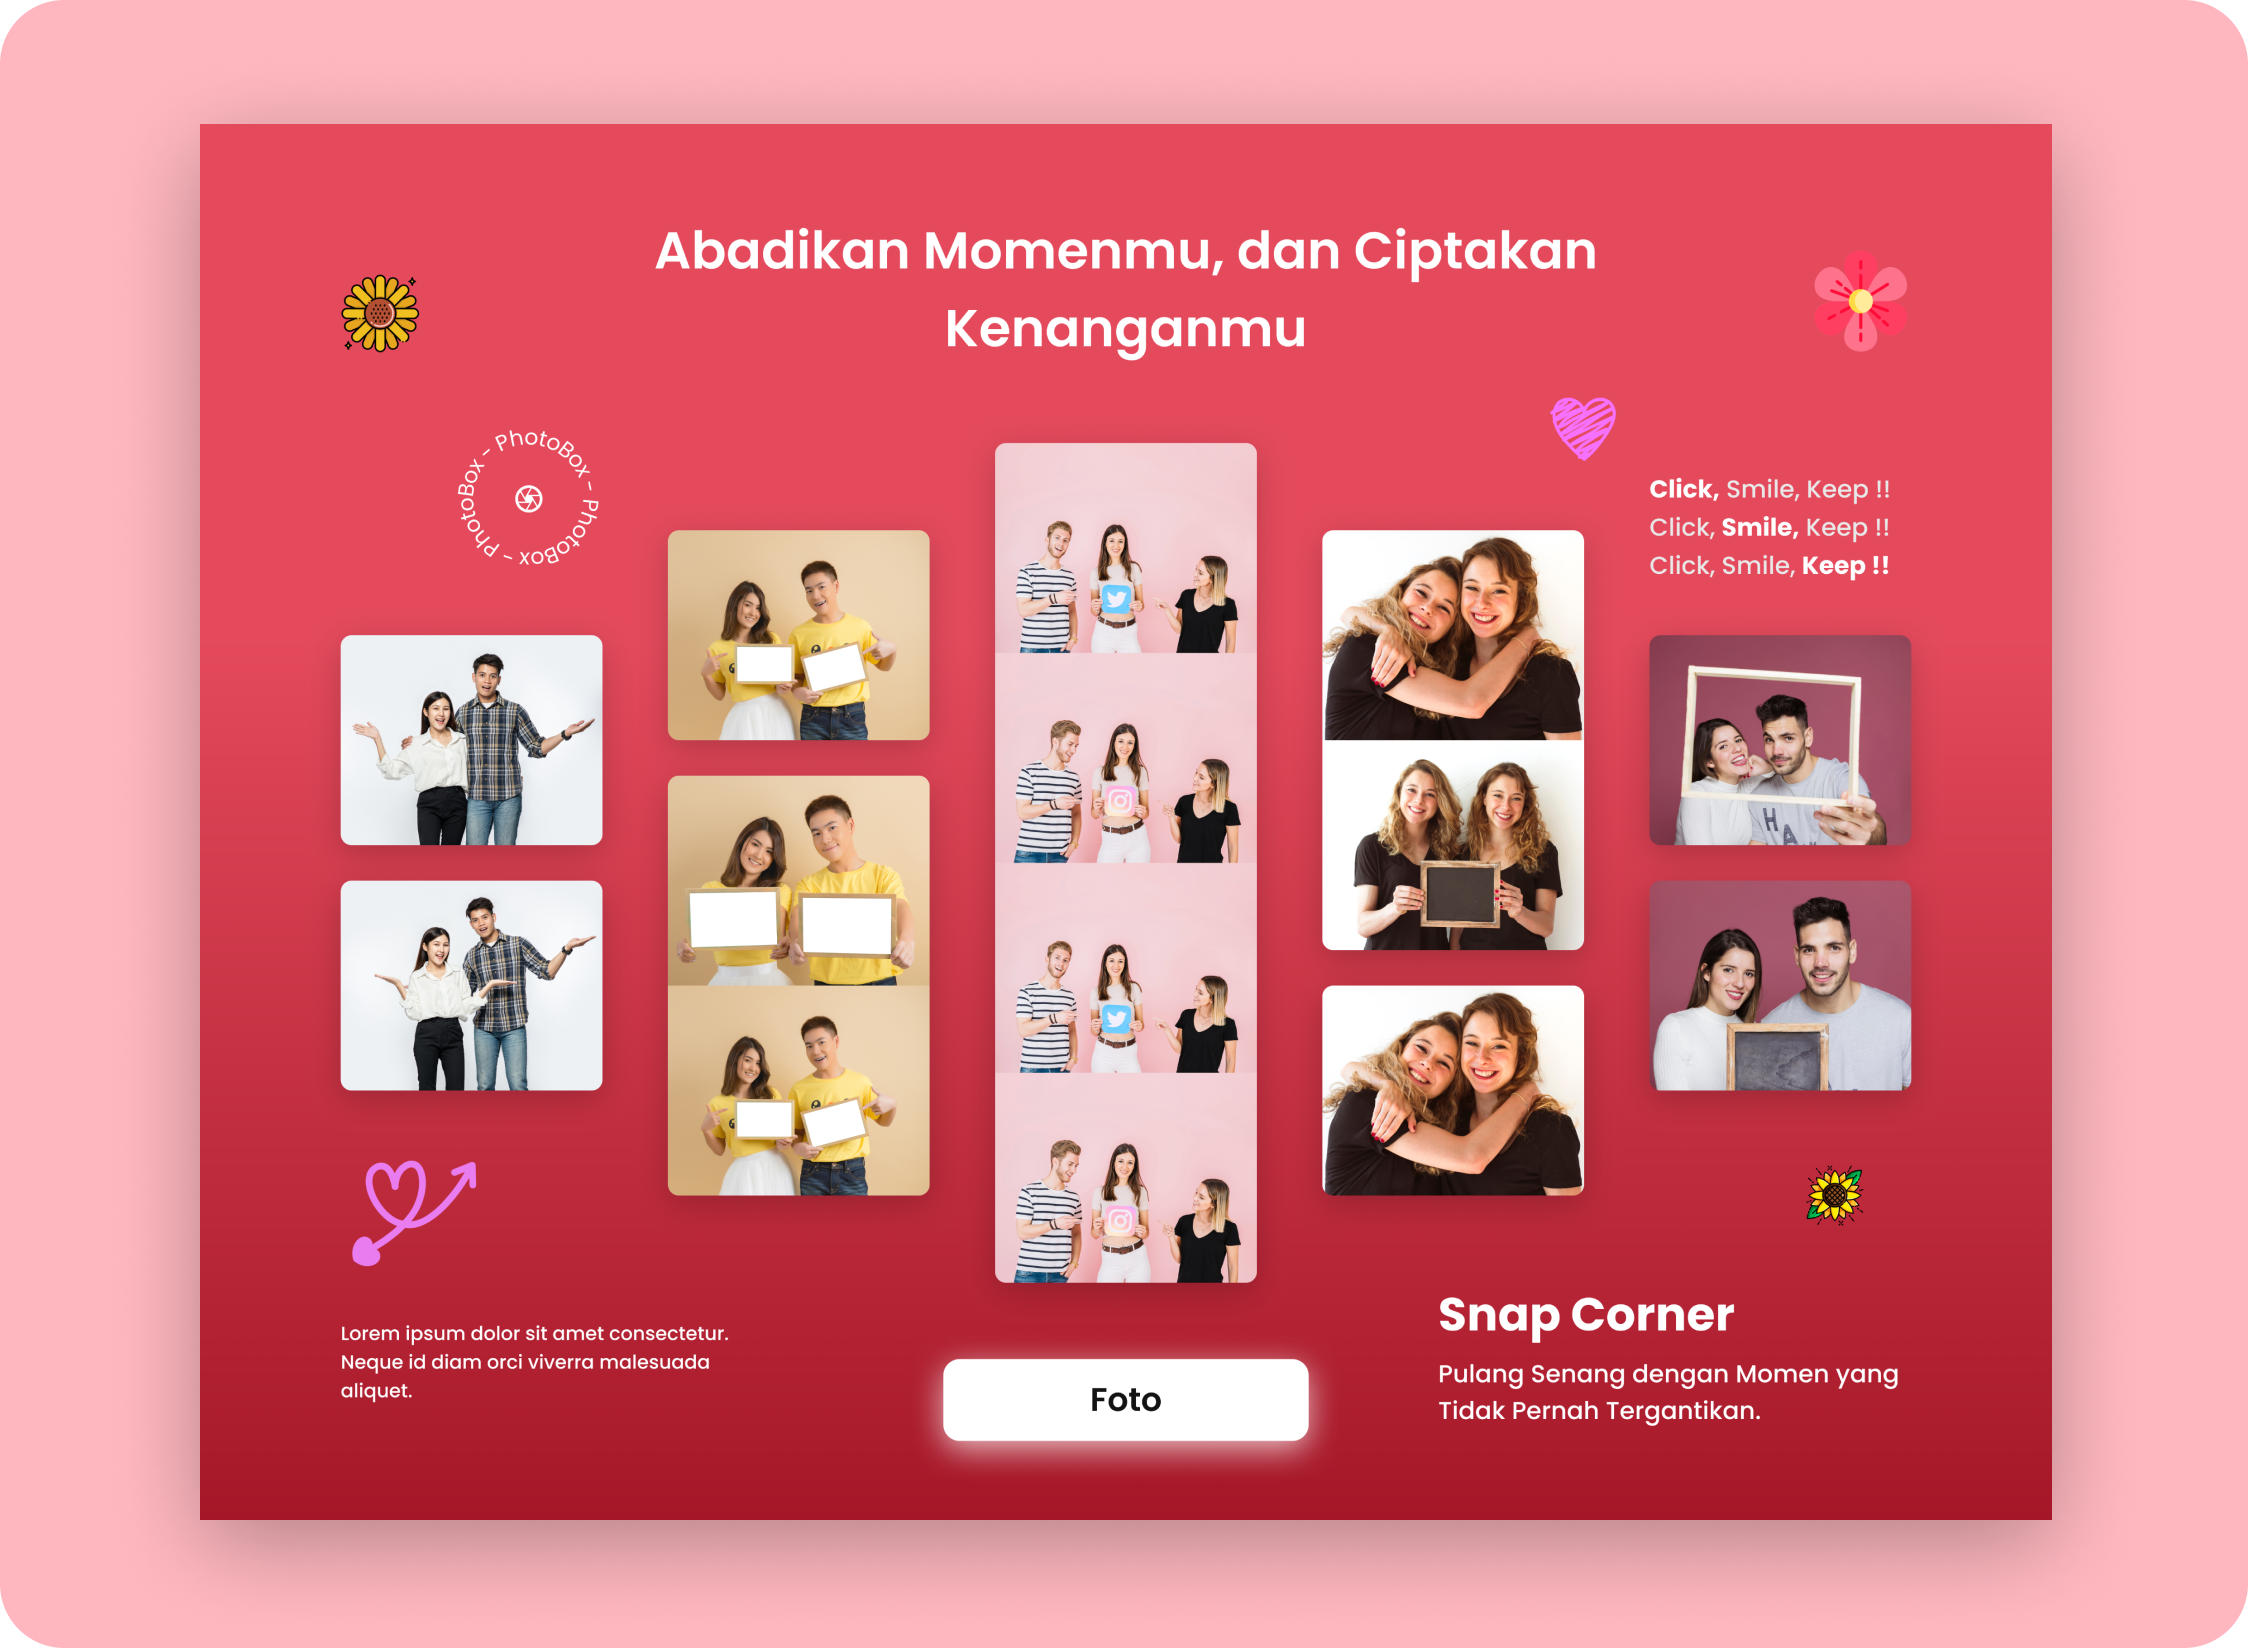 Abadikan Momenmu, dan Ciptakan
Kenanganmu
PhotoBox - PhotoBox - PhotoBox - PhotoBox -
Click, Smile, Keep !!
Click, Smile, Keep !!
Click, Smile, Keep !!
HA
Lorem ipsum dolor sit amet consectetur.
Neque id diam orci viverra malesuada
aliquet.
Foto
Snap Corner
Pulang Senang dengan Momen yang
Tidak Pernah Tergantikan.